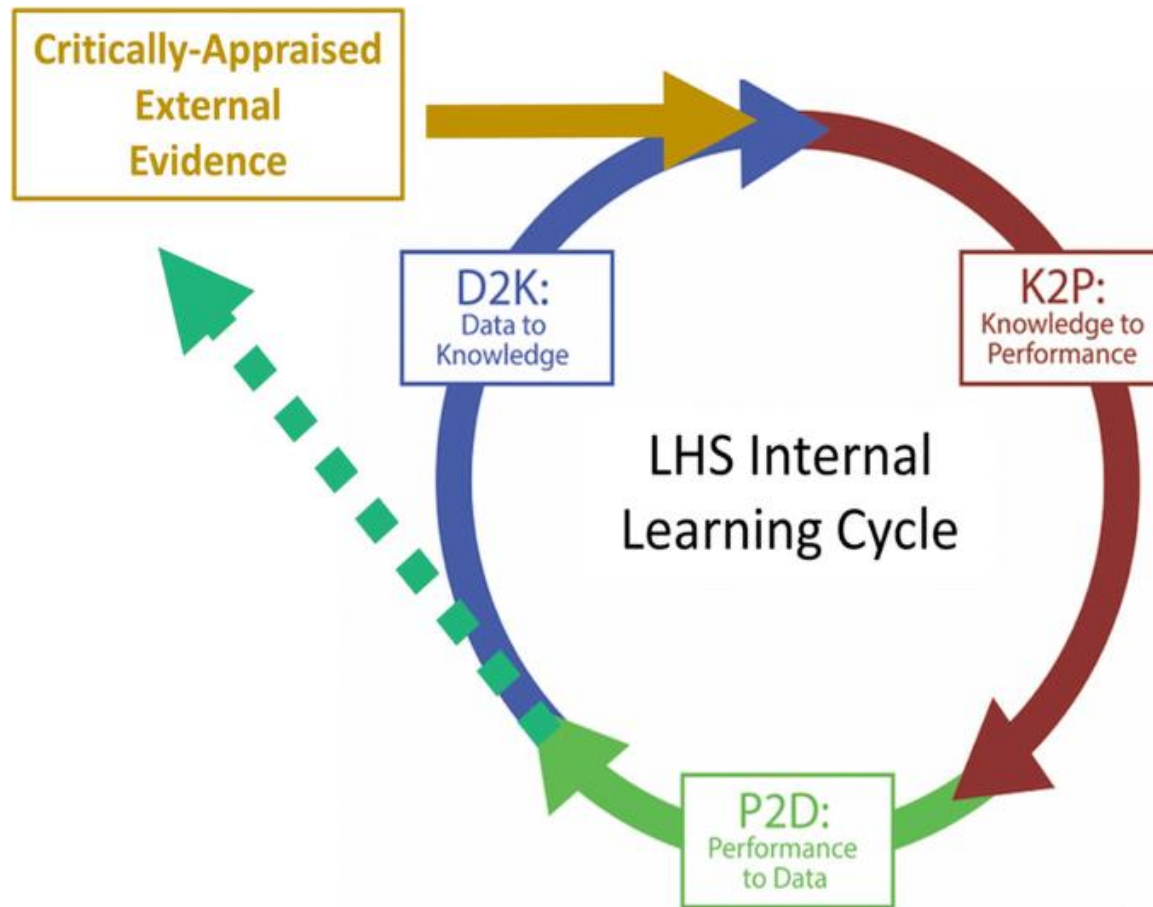 Critically-Appraised
External
Evidence
D2K:
Data to
Knowledge
K2P:
Knowledge to
Performance
LHS Internal
Learning Cycle
P2D:
Performance
to Data